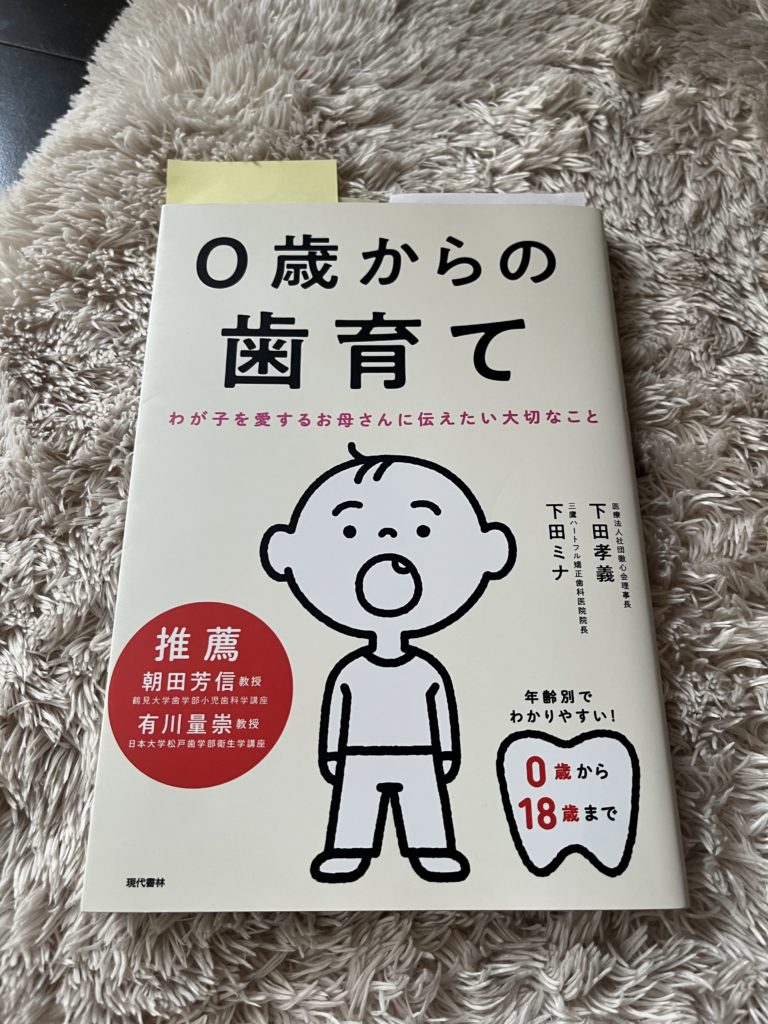 0歳からの
歯育て
わが子を愛するお母さんに伝えたい大切なこと
医療法人社団徹心会理事長
下田孝義
三鷹ハートフル矯正歯科医院院長
下田ミナ
推薦
朝田芳信教授
鶴見大学歯学部小児歯科学講座
有川量崇教授
日本大学松戸歯学部衛生学講座
年齢別で
わかりやすい!
0歳から
18歳まで
現代書林